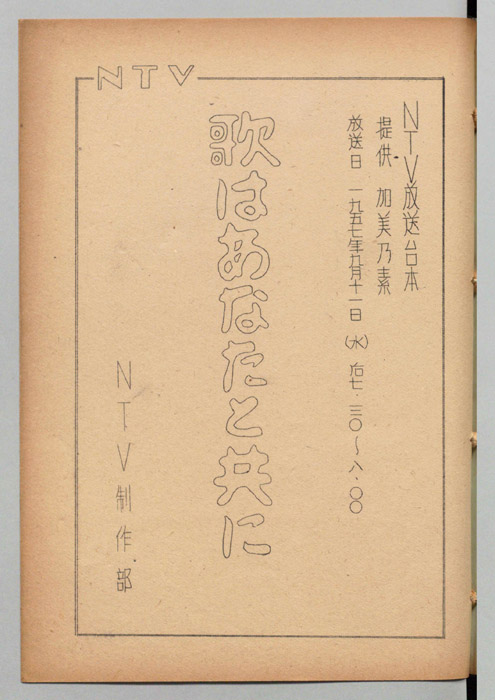 NTV
NTV放送台本
提供 加美乃素
放送日 一九五七年九月十一日(水)后七・三〇～八・〇〇
歌はあなたと共に
NTV制作部